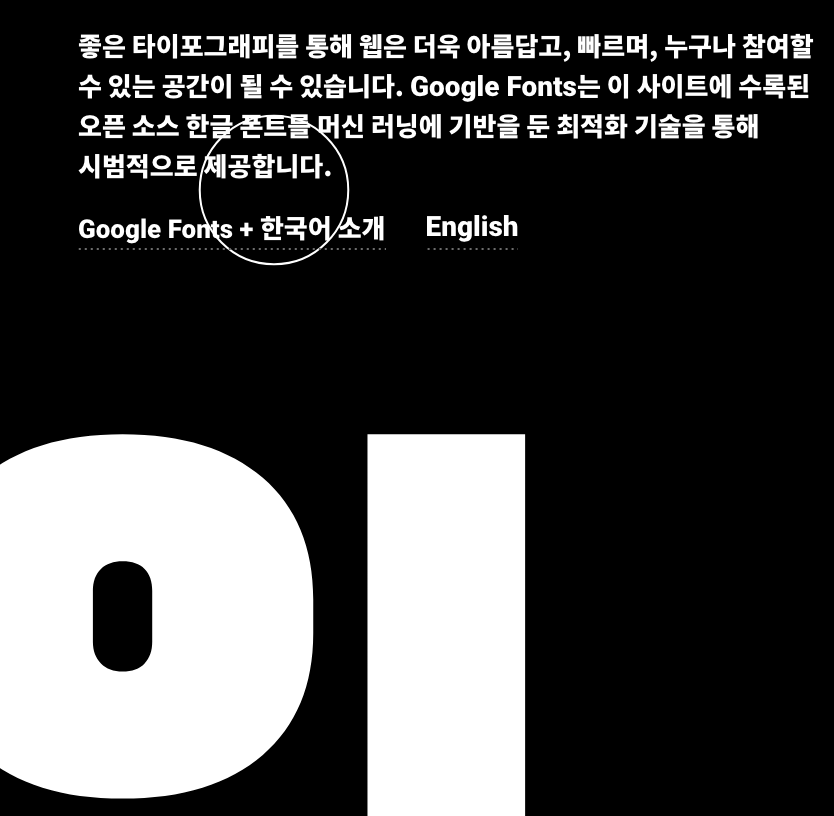 좋은 타이포그래피를 통해 웹은 더욱 아름답고, 빠르며, 누구나 참여할
수 있는 공간이 될 수 있습니다. Google Fonts는 이 사이트에 수록된
오픈 소스 한글 폰트를 머신 러닝에 기반을 둔 최적화 기술을 통해
시범적으로 제공합니다.
Google Fonts + 한국어 소개 English
이